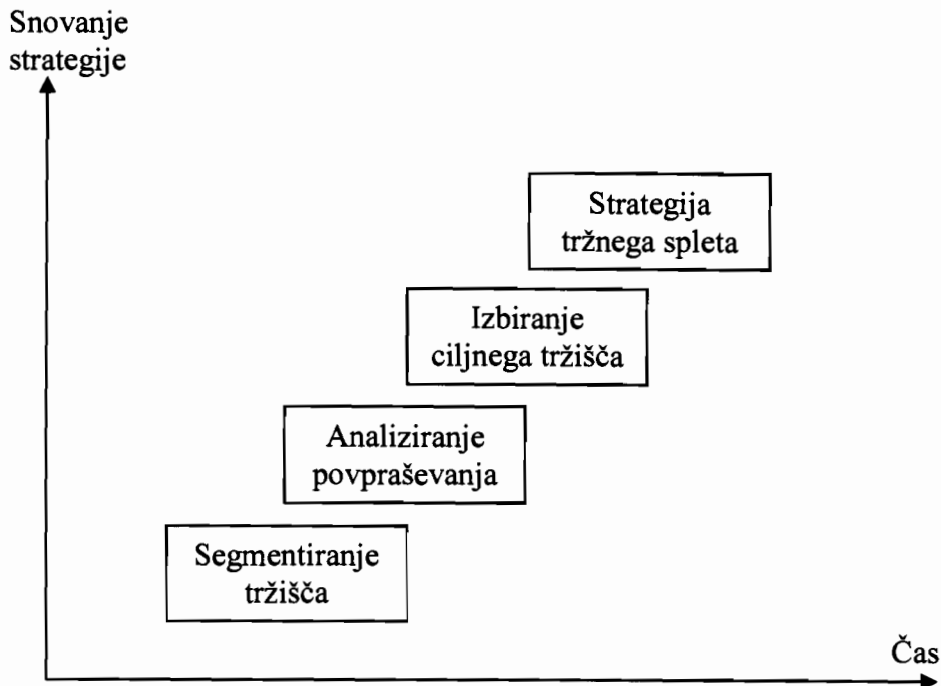 Snovanje
strategije
Strategija
tržnega spleta
Izbiranje
ciljnega tržišča
Analiziranje
povpraševanja
Segmentiranje
tržišča
Čas